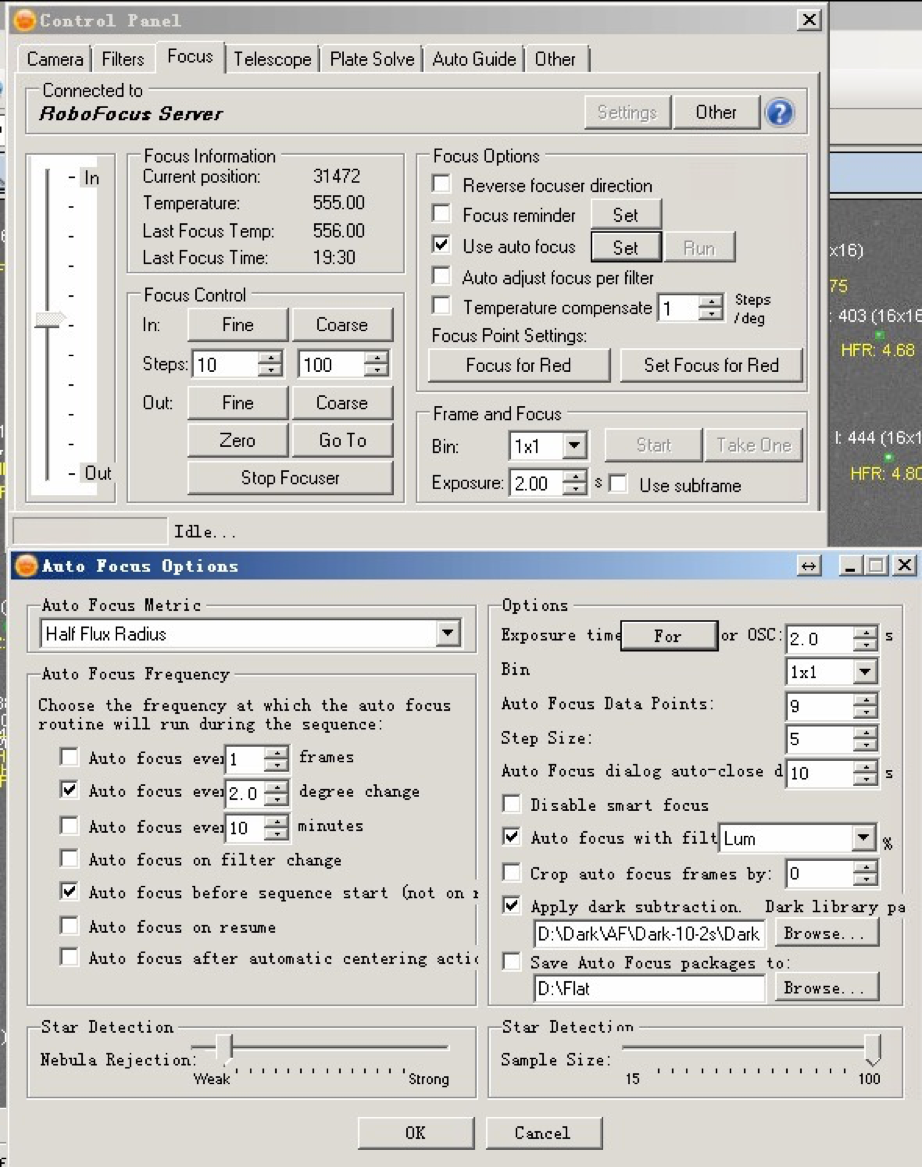 Control Panel
Camera Filters Focus Telescope Plate Solve Auto Guide Other
Connected to
RoboFocus Server
Settings Other
In
Out
Focus Information
Current position: 31472
Temperature: 555.00
Last Focus Temp: 556.00
Last Focus Time: 19:30
Focus Control
In: Fine Coarse
Steps: 10 100
Out: Fine Coarse
Zero Go To
Stop Focuser
Focus Options
Reverse focuser direction
Focus reminder Set
Use auto focus Set Run
Auto adjust focus per filter
Temperature compensate 1 Steps
/deg
Focus Point Settings:
Focus for Red Set Focus for Red
Frame and Focus
Bin: 1x1 Start Take One
Exposure: 2.00 s Use subframe
Idle...
x16)
75
: 403 (16x16
HFR: 4.68
l: 444 (16x1
HFR: 4.80
Auto Focus Options
Auto Focus Metric
Half Flux Radius
Auto Focus Frequency
Choose the frequency at which the auto focus
routine will run during the sequence:
Auto focus ever 1 frames
Auto focus ever 2.0 degree change
Auto focus ever 10 minutes
Auto focus on filter change
Auto focus before sequence start (not on r
Auto focus on resume
Auto focus after automatic centering actio
Options
Exposure time For or OSC: 2.0 s
Bin 1x1
Auto Focus Data Points: 9
Step Size: 5
Auto Focus dialog auto-close d 10 s
Disable smart focus
Auto focus with filt Lum %
Crop auto focus frames by: 0
Apply dark subtraction. Dark library pa
D:\Dark\AF\Dark-10-2s\Dark Browse...
Save Auto Focus packages to:
D:\Flat Browse...
Star Detection
Nebula Rejection:
Weak Strong
Star Detection
Sample Size:
15 100
OK Cancel